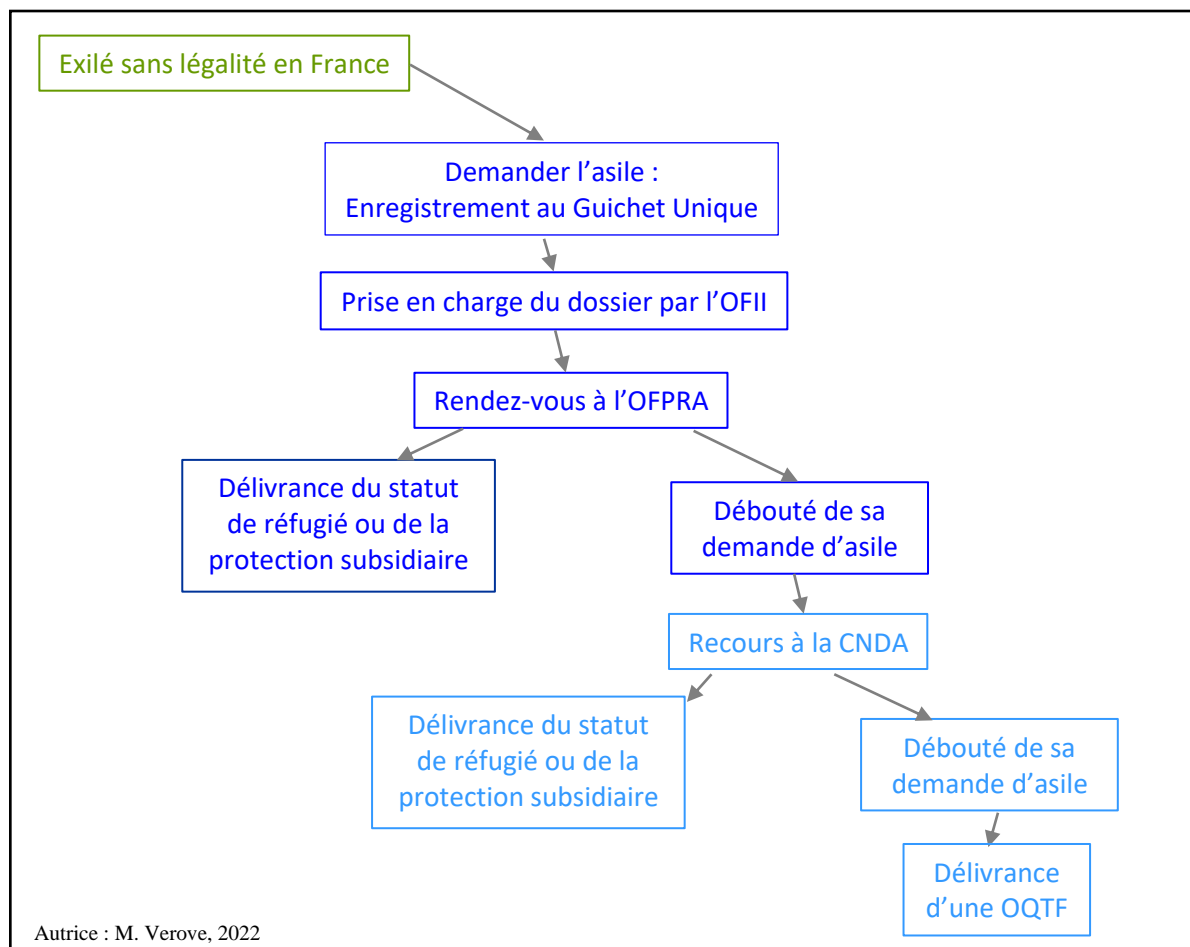 Exilé sans légalité en France
Demander l’asile :
Enregistrement au Guichet Unique
Prise en charge du dossier par l’OFII
Rendez-vous à l’OFPRA
Délivrance du statut
de réfugié ou de la
protection subsidiaire
Débouté de sa
demande d’asile
Recours à la CNDA
Délivrance du statut
de réfugié ou de la
protection subsidiaire
Débouté de sa
demande d’asile
Délivrance
d’une OQTF
Autrice : M. Verove, 2022